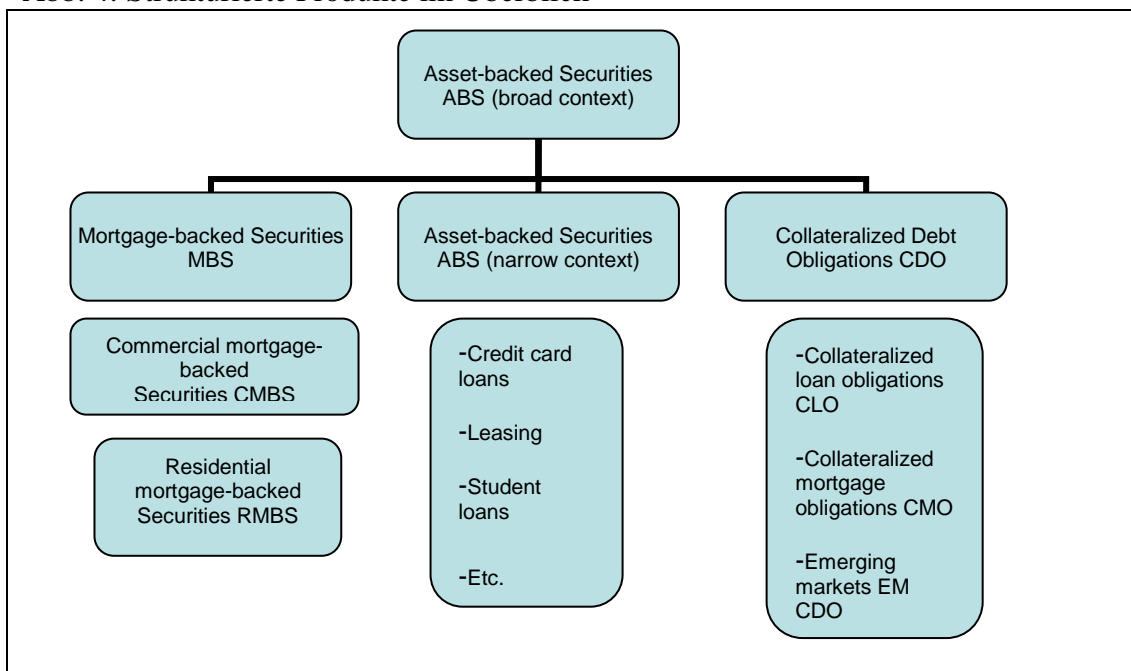 Abb. 4: Strukturierte Produkte im Überblick
Asset-backed Securities
ABS (broad context)
Mortgage-backed Securities
MBS
Commercial mortgage-
backed
Securities CMBS
Residential
mortgage-backed
Securities RMBS
Asset-backed Securities
ABS (narrow context)
-Credit card
loans
-Leasing
-Student
loans
-Etc.
Collateralized Debt
Obligations CDO
-Collateralized
loan obligations
CLO
-Collateralized
mortgage
obligations CMO
-Emerging
markets EM
CDO